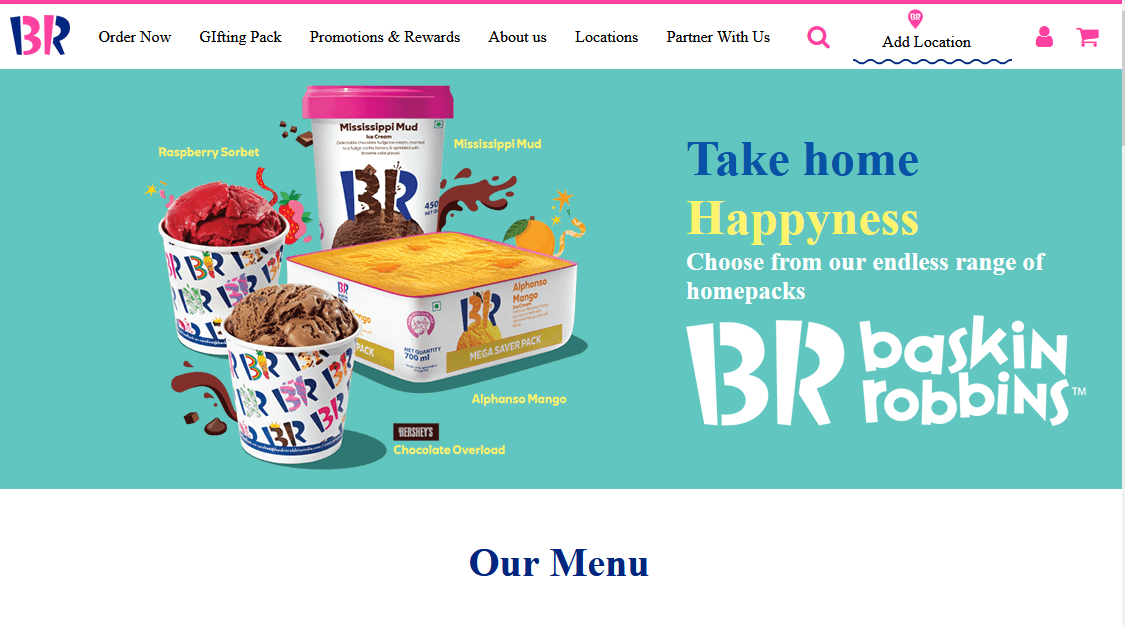 BR
Order Now
GIfting Pack
Promotions & Rewards
About us
Locations
Partner With Us
BR
Add Location
Raspberry Sorbet
Mississippi Mud
Ice Cream
Mississippi Mud
BR
450
Alphonso
Mango
Ice Cream
BR
NET QUANTITY
700 ml
MEGA SAVER PACK
PACK
Alphanso Mango
HERSHEY'S
Chocolate Overload
Take home
Happyness
Choose from our endless range of
homepacks
BR baskin
robbins™
Our Menu